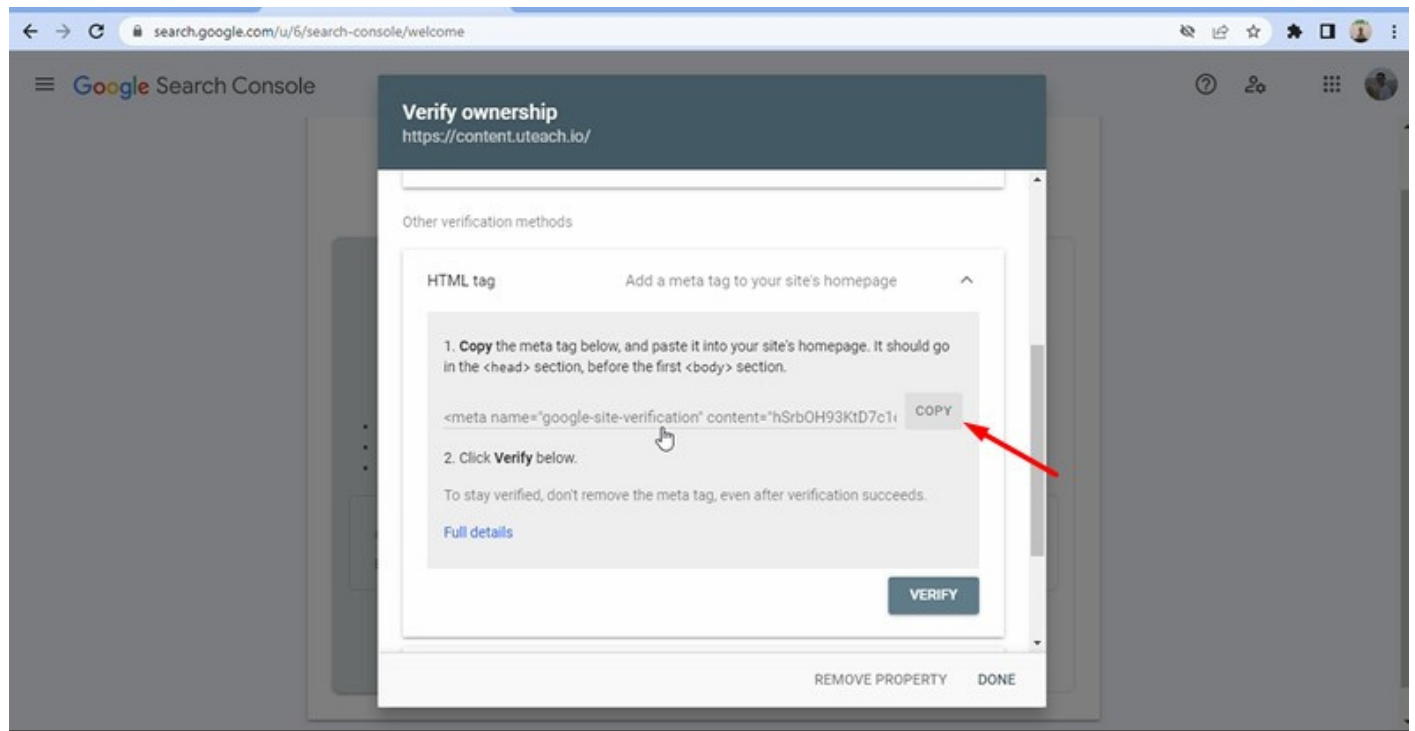 search.google.com/u/6/search-console/welcome
Google Search Console
Verify ownership
https://content.uteach.io/
Other verification methods
HTML tag Add a meta tag to your site's homepage
1. Copy the meta tag below, and paste it into your site's homepage. It should go
in the <head> section, before the first <body> section.
<meta name="google-site-verification" content="hSrbOH93KtD7c1 COPY
2. Click Verify below.
To stay verified, don't remove the meta tag, even after verification succeeds.
Full details
VERIFY
REMOVE PROPERTY DONE